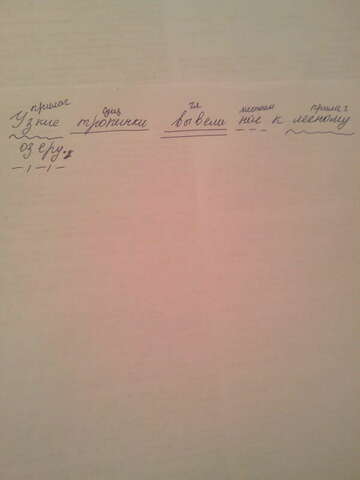 прилаг сущ гл местоим прилаг
Узкие тропинки вывели нас к лесному
озеру.